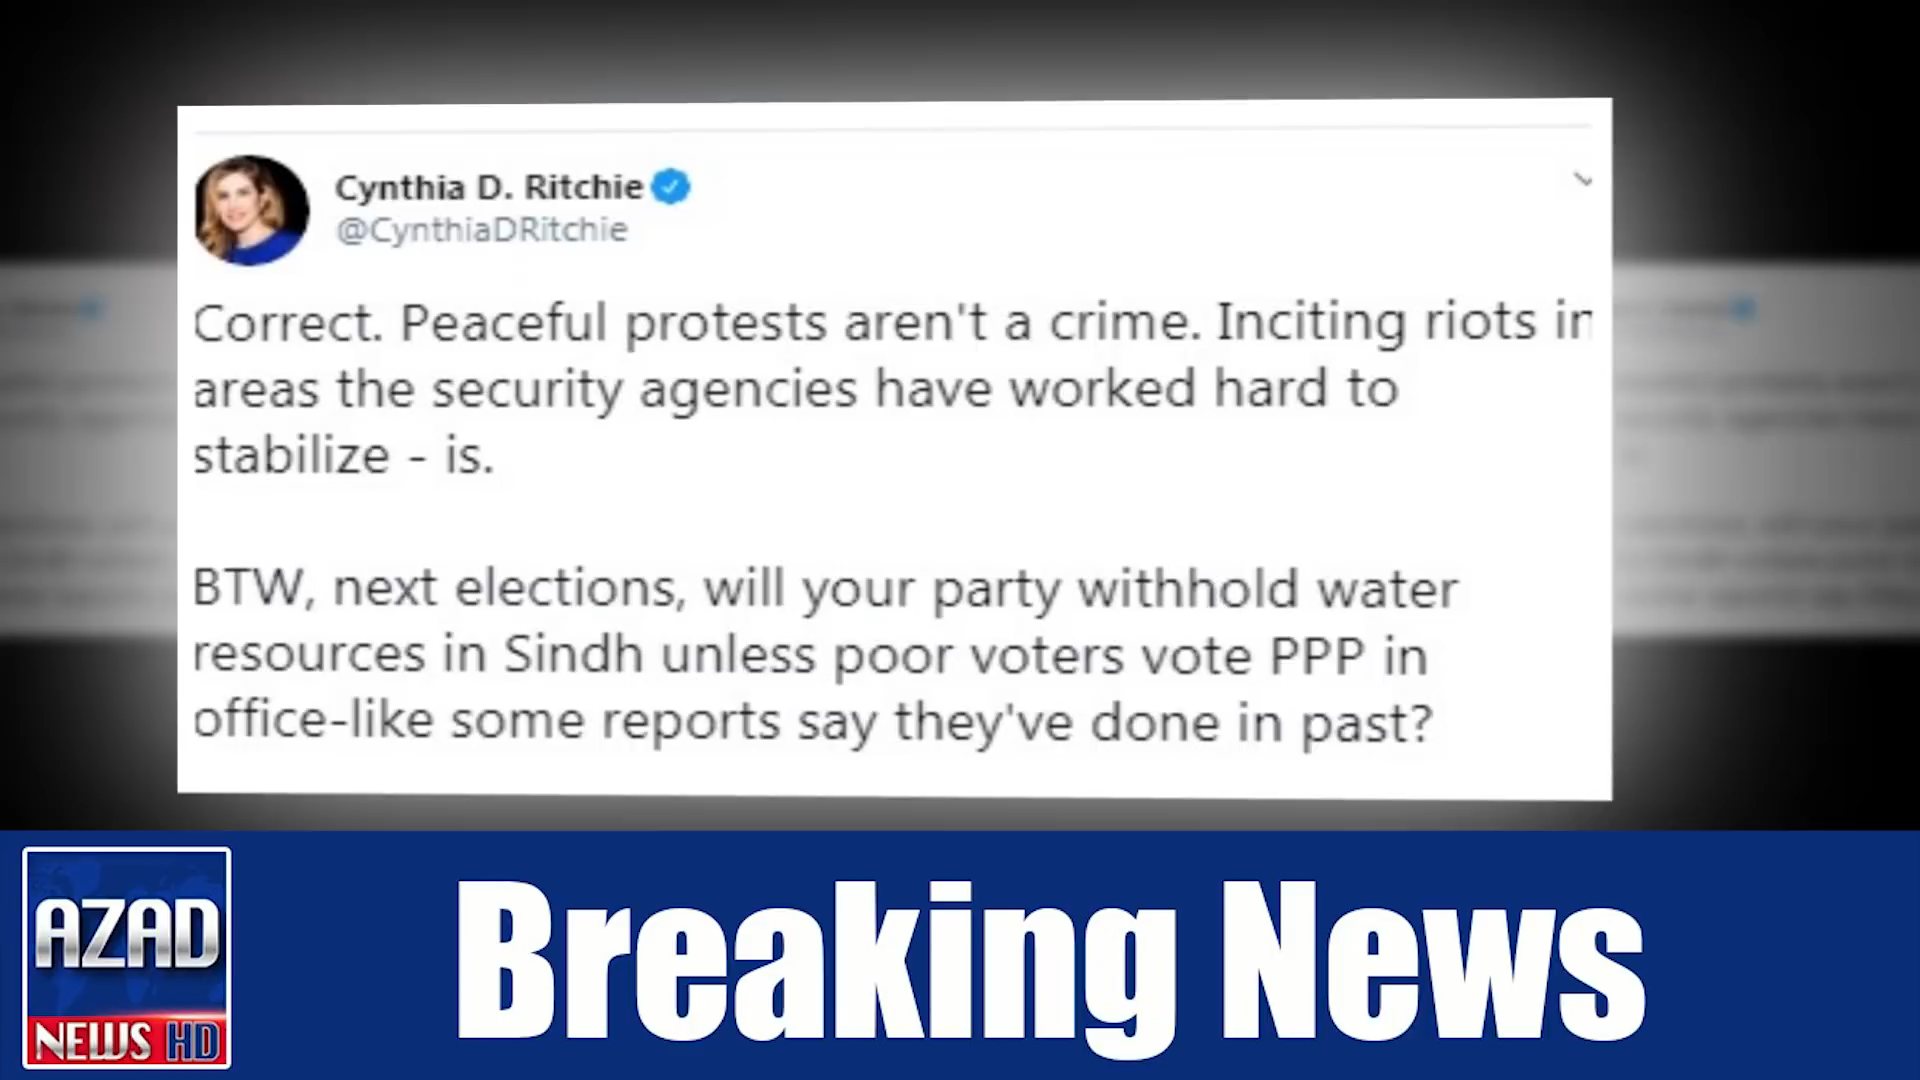 Cynthia D. Ritchie
@CynthiaDRitchie
Correct. Peaceful protests aren't a crime. Inciting riots in
areas the security agencies have worked hard to
stabilize - is.
BTW, next elections, will your party withhold water
resources in Sindh unless poor voters vote PPP in
office-like some reports say they've done in past?
AZAD
NEWS HD
Breaking News